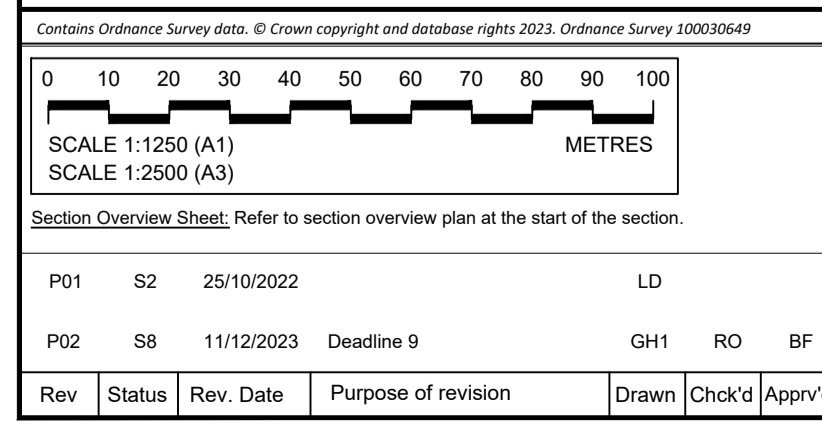 Contains Ordnance Survey data. © Crown copyright and database rights 2023. Ordnance Survey 100030649
0 10 20 30 40 50 60 70 80 90 100
SCALE 1:1250 (A1) METRES
SCALE 1:2500 (A3)
Section Overview Sheet: Refer to section overview plan at the start of the section.
P01 S2 25/10/2022 LD
P02 S8 11/12/2023 Deadline 9 GH1 RO BF
Rev Status Rev. Date Purpose of revision Drawn Chck'd Apprv'